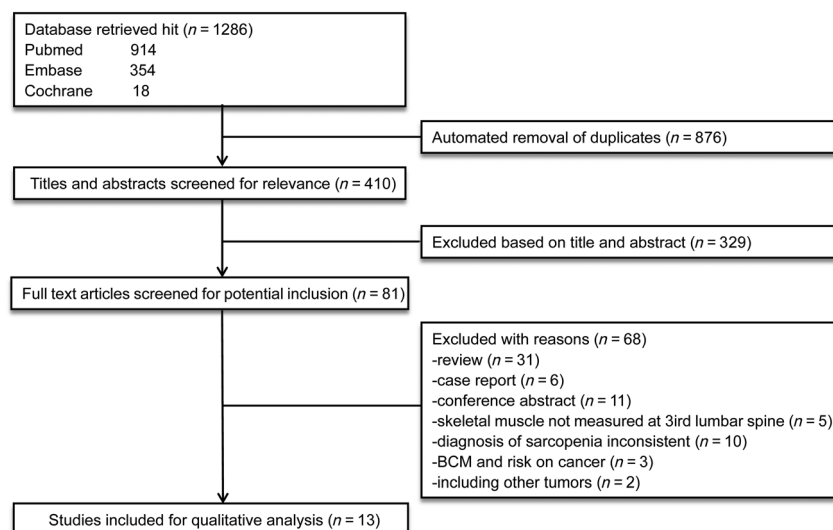 Database retrieved hit (n = 1286)
Pubmed 914
Embase 354
Cochrane 18
Automated removal of duplicates (n = 876)
Titles and abstracts screened for relevance (n = 410)
Excluded based on title and abstract (n = 329)
Full text articles screened for potential inclusion (n = 81)
Excluded with reasons (n = 68)
-review (n = 31)
-case report (n = 6)
-conference abstract (n = 11)
-skeletal muscle not measured at 3ird lumbar spine (n = 5)
-diagnosis of sarcopenia inconsistent (n = 10)
-BCM and risk on cancer (n = 3)
-including other tumors (n = 2)
Studies included for qualitative analysis (n = 13)